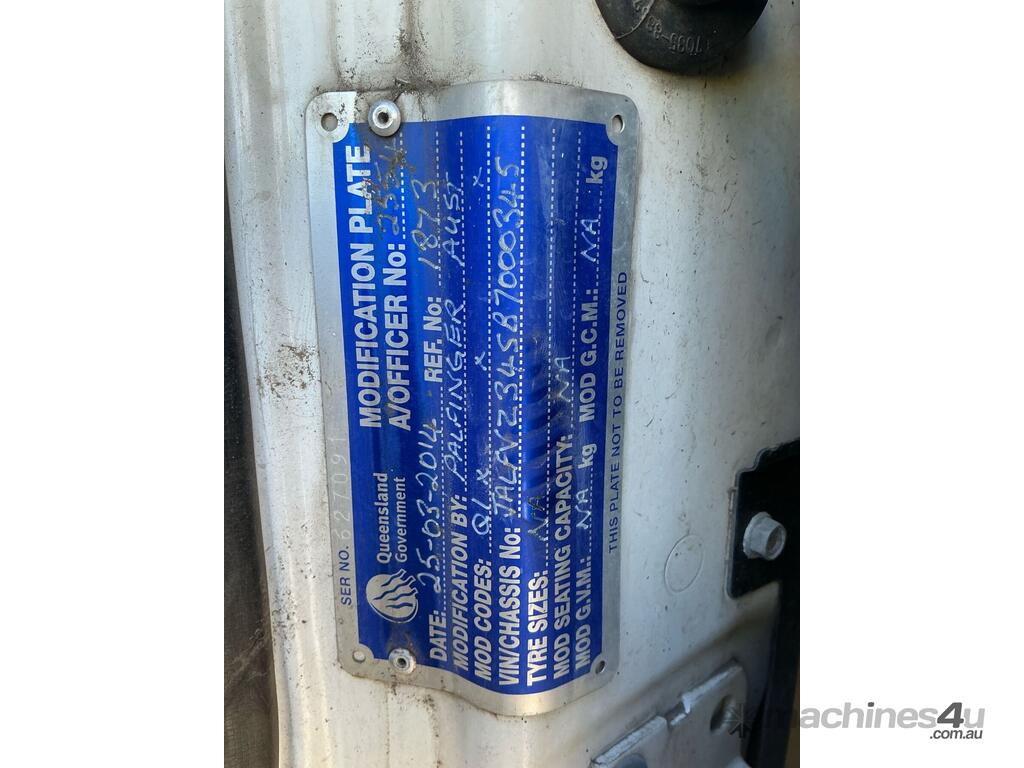 SER NO. 627091
Queensland
Government
MODIFICATION PLATE
A/OFFICER No:
DATE: 25-03-2014 REF. No: 1873
MODIFICATION BY: PALFINGER AUST
MOD CODES: QLX X X
VIN/CHASSIS No: JALFVZ34SB7000345
TYRE SIZES: NA
MOD SEATING CAPACITY: NA
MOD G.V.M.: NA kg MOD G.C.M.: NA kg
THIS PLATE NOT TO BE REMOVED
machines4u
.com.au